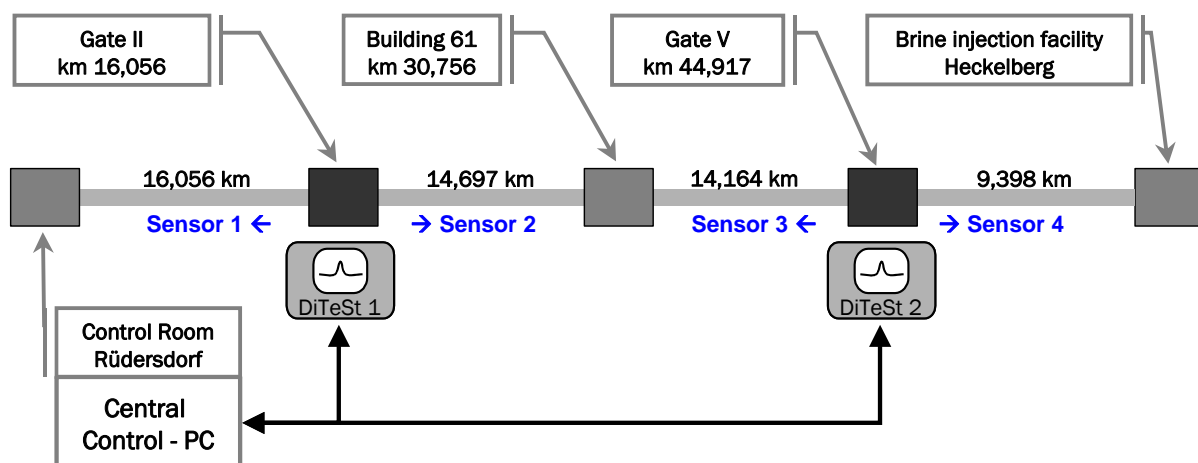 Gate II
km 16,056
Building 61
km 30,756
Gate V
km 44,917
Brine injection facility
Heckelberg
16,056 km
14,697 km
14,164 km
9,398 km
Sensor 1 ←
→ Sensor 2
Sensor 3 ←
→ Sensor 4
DiTeSt 1
DiTeSt 2
Control Room
Rüdersdorf
Central
Control - PC